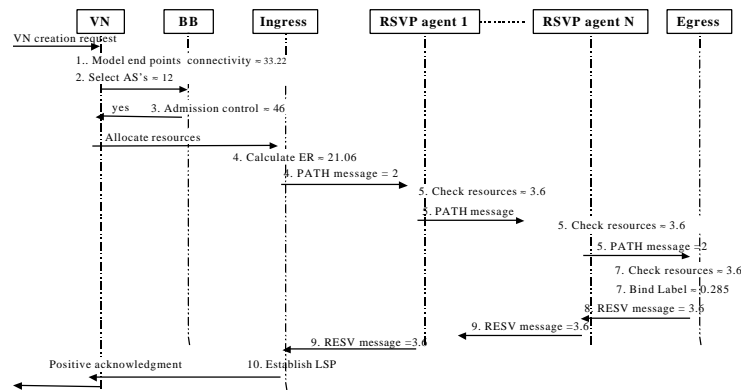 VN
BB
Ingress
RSVP agent 1
RSVP agent N
Egress
VN creation request
1.. Model end points connectivity ≈ 33.22
2. Select AS's ≈ 12
yes
3. Admission control ≈ 46
Allocate resources
4. Calculate ER ≈ 21.06
4. PATH message = 2
5. Check resources ≈ 3.6
5. PATH message
5. Check resources ≈ 3.6
5. PATH message =2
7. Check resources ≈ 3.6
7. Bind Label ≈ 0.285
8. RESV message = 3.6
9. RESV message =3.6
9. RESV message =3.6
Positive acknowledgment
10. Establish LSP